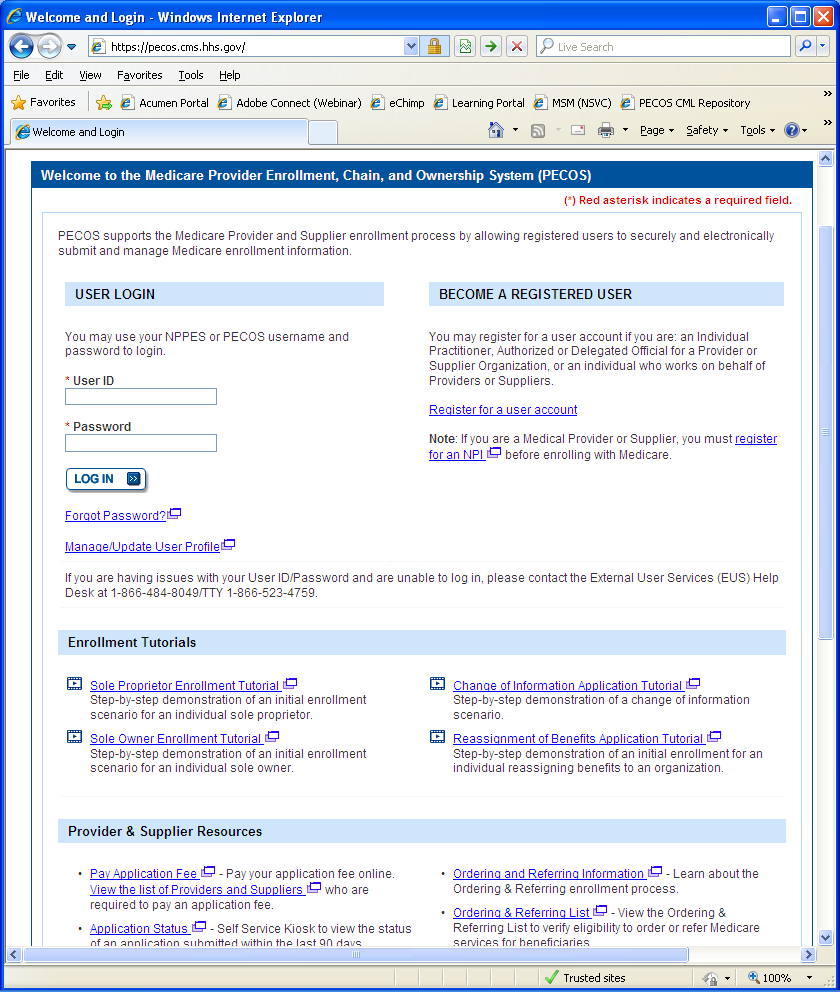 Welcome and Login - Windows Internet Explorer
https://pecos.cms.hhs.gov/
Live Search
File Edit View Favorites Tools Help
Favorites Acumen Portal Adobe Connect (Webinar) eChimp Learning Portal MSM (NSVC) PECOS CML Repository
Welcome and Login
Page Safety Tools
Welcome to the Medicare Provider Enrollment, Chain, and Ownership System (PECOS)
(*) Red asterisk indicates a required field.
PECOS supports the Medicare Provider and Supplier enrollment process by allowing registered users to securely and electronically
submit and manage Medicare enrollment information.
USER LOGIN
You may use your NPPES or PECOS username and
password to login.
* User ID
* Password
LOG IN
Forgot Password?
Manage/Update User Profile
BECOME A REGISTERED USER
You may register for a user account if you are: an Individual
Practitioner, Authorized or Delegated Official for a Provider or
Supplier Organization, or an individual who works on behalf of
Providers or Suppliers.
Register for a user account
Note: If you are a Medical Provider or Supplier, you must register
for an NPI before enrolling with Medicare.
If you are having issues with your User ID/Password and are unable to log in, please contact the External User Services (EUS) Help
Desk at 1-866-484-8049/TTY 1-866-523-4759.
Enrollment Tutorials
Sole Proprietor Enrollment Tutorial
Step-by-step demonstration of an initial enrollment
scenario for an individual sole proprietor.
Sole Owner Enrollment Tutorial
Step-by-step demonstration of an initial enrollment
scenario for an individual sole owner.
Change of Information Application Tutorial
Step-by-step demonstration of a change of information
scenario.
Reassignment of Benefits Application Tutorial
Step-by-step demonstration of an initial enrollment for an
individual reassigning benefits to an organization.
Provider & Supplier Resources
• Pay Application Fee - Pay your application fee online.
View the list of Providers and Suppliers who are
required to pay an application fee.
• Application Status - Self Service Kiosk to view the status
of an application submitted within the last 90 days
• Ordering and Referring Information - Learn about the
Ordering & Referring enrollment process.
• Ordering & Referring List - View the Ordering &
Referring List to verify eligibility to order or refer Medicare
services for beneficiaries
Trusted sites
100%